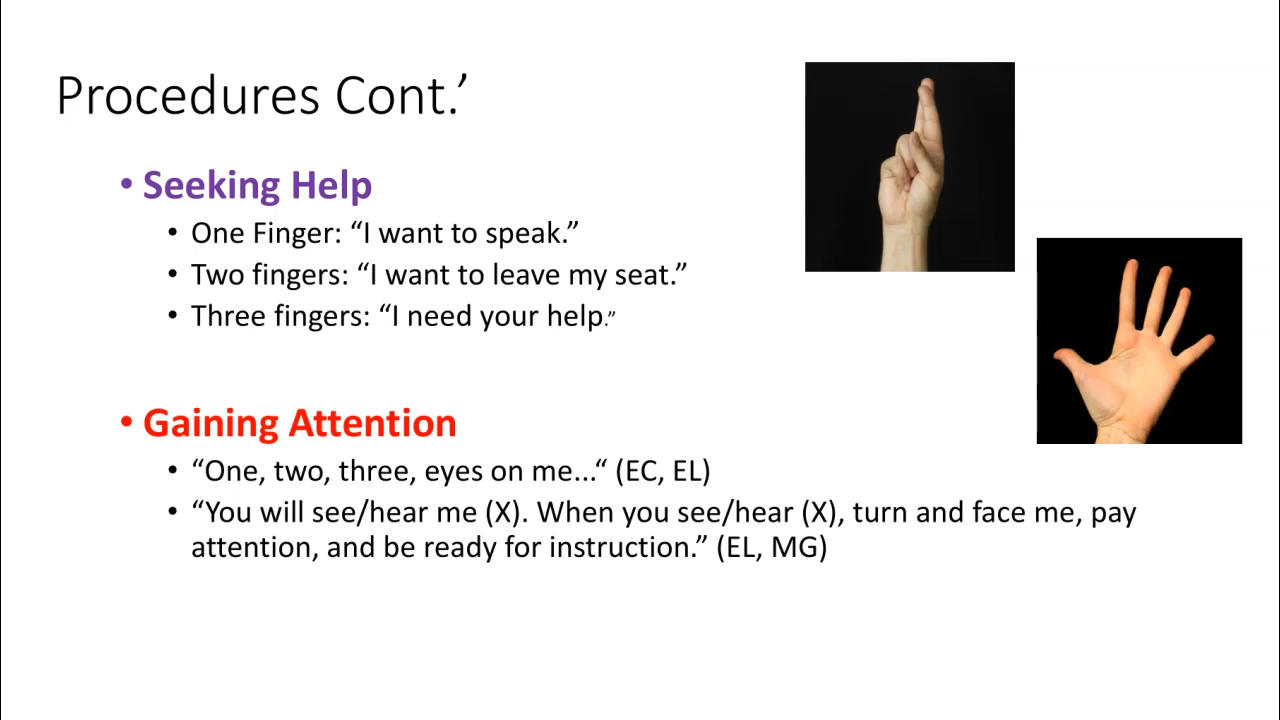 Procedures Cont.’
• Seeking Help
• One Finger: “I want to speak.”
• Two fingers: “I want to leave my seat.”
• Three fingers: “I need your help.”
• Gaining Attention
• “One, two, three, eyes on me...“ (EC, EL)
• “You will see/hear me (X). When you see/hear (X), turn and face me, pay
attention, and be ready for instruction.” (EL, MG)